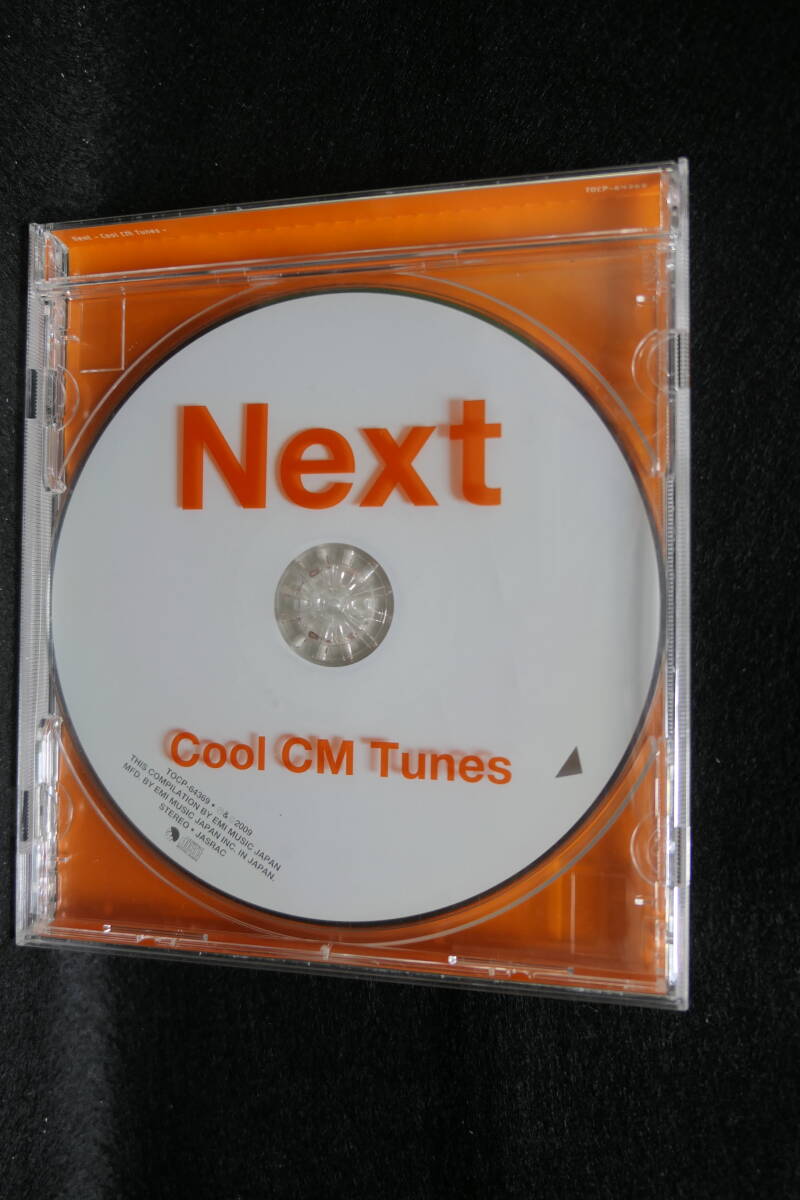 Next - Cool CM Tunes -
TOCP-64369
Next
Cool CM Tunes
TOCP-64369 • ℗&©2009
THIS COMPILATION BY EMI MUSIC JAPAN
MFD. BY EMI MUSIC JAPAN INC. IN JAPAN.
STEREO • JASRAC